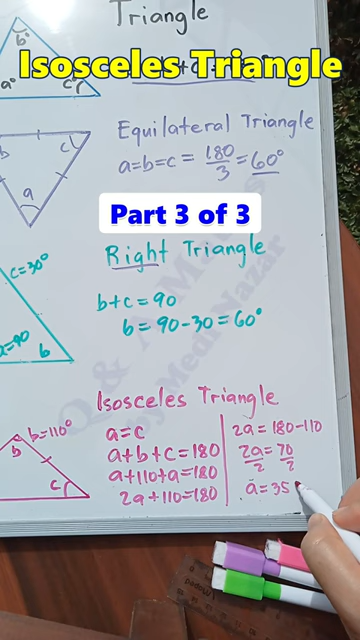 Triangle
b°
Isosceles Triangle
a°
c°
b
c
a
Equilateral Triangle
a=b=c= 180/3 = 60°
Part 3 of 3
Right Triangle
c=30°
b+c=90
b=90-30=60°
a=90
b
Isosceles Triangle
b=110°
b
c
a=c
a+b+c=180
a+110+a=180
2a+110=180
2a=180-110
2a/2=70/2
a=35